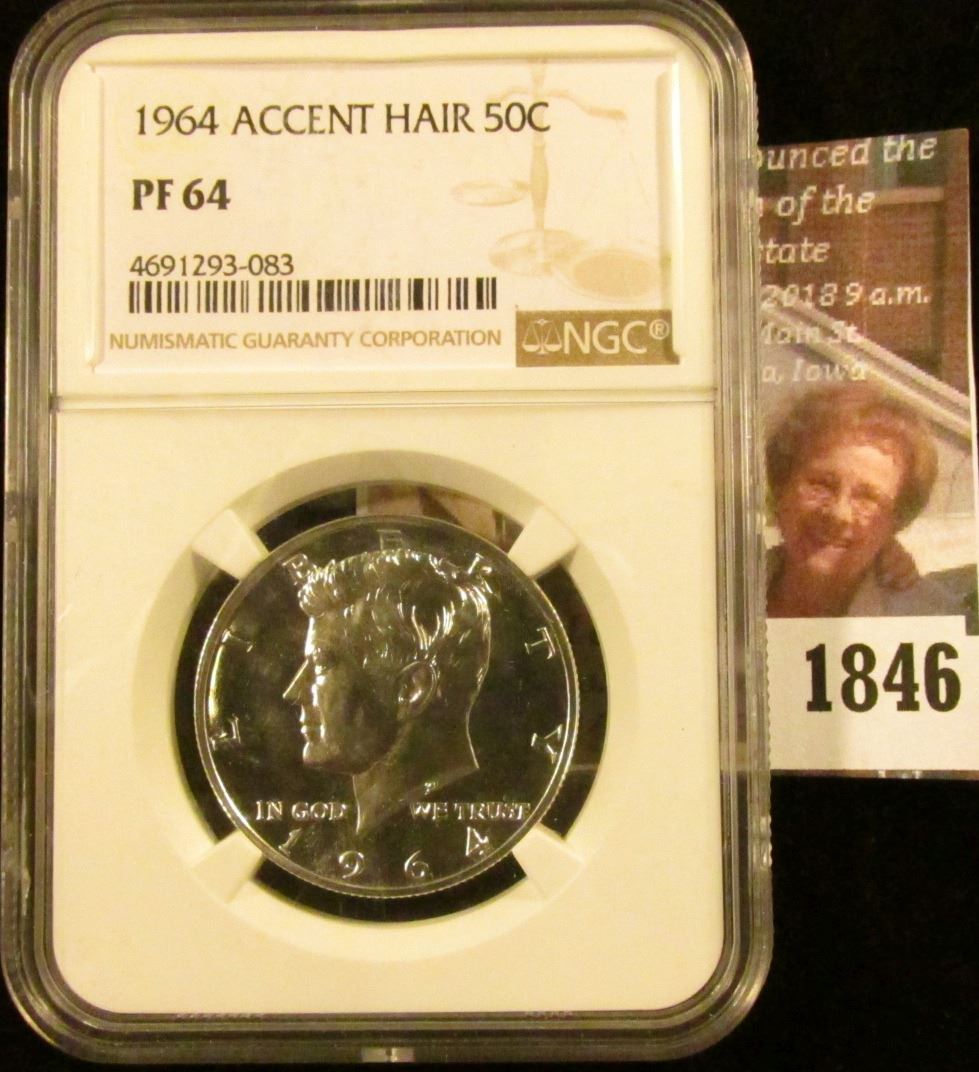 1964 ACCENT HAIR 50C
PF 64
4691293-083
NUMISMATIC GUARANTY CORPORATION
NGC®
LIBERTY
IN GOD WE TRUST
1964
ounced the
of the
tate
2018 9 a.m.
Main St
a, Iowa
1846